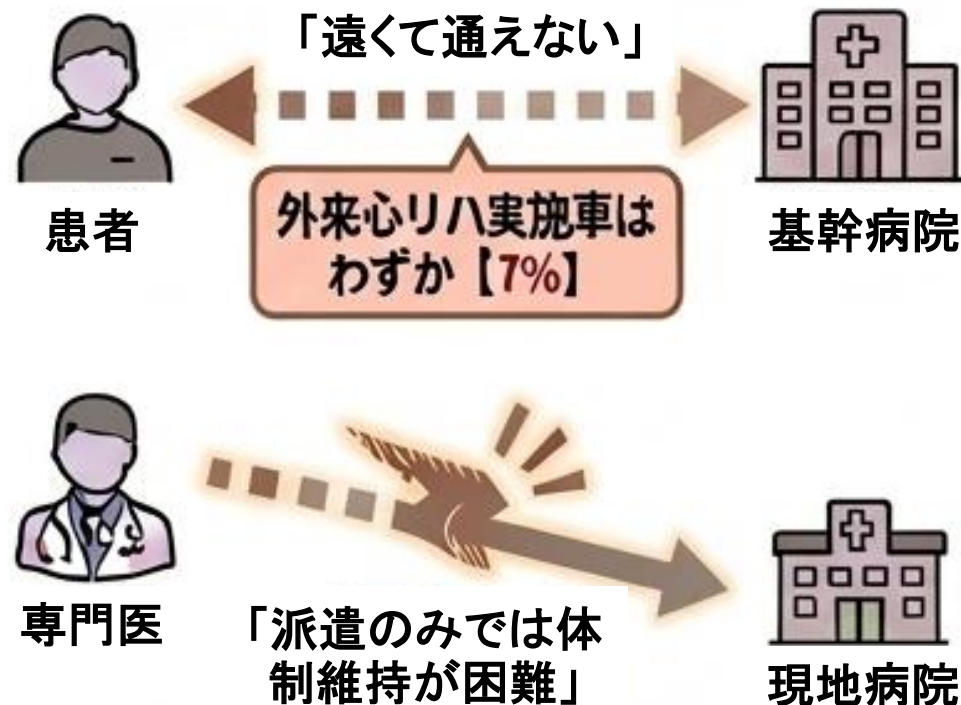 「遠くて通えない」
患者
外来心リハ実施車は
わずか【7%】
基幹病院
専門医
「派遣のみでは体
制維持が困難」
現地病院